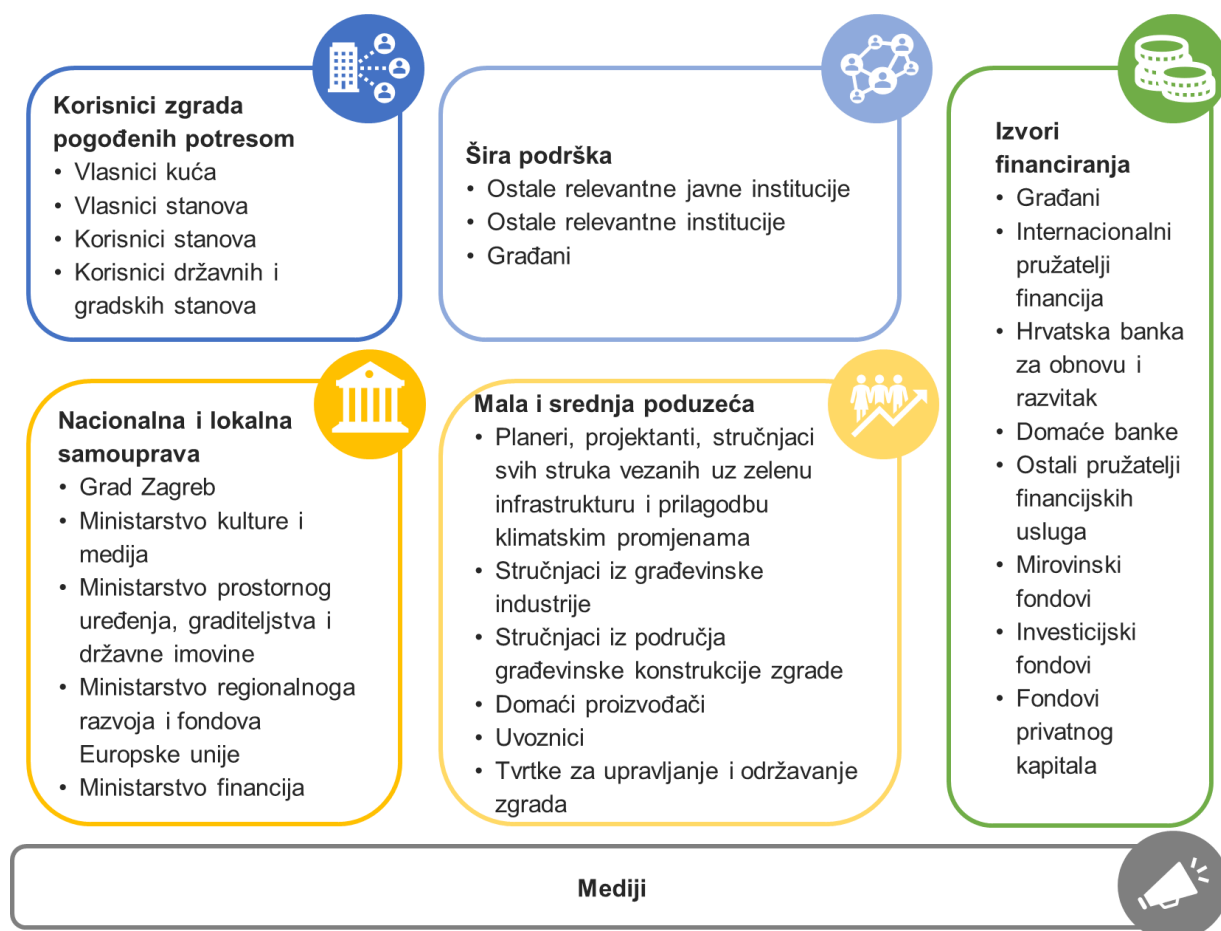 Korisnici zgrada
pogođenih potresom
• Vlasnici kuća
• Vlasnici stanova
• Korisnici stanova
• Korisnici državnih i
gradskih stanova
Šira podrška
• Ostale relevantne javne institucije
• Ostale relevantne institucije
• Građani
Izvori
financiranja
• Građani
• Internacionalni
pružatelji
financija
• Hrvatska banka
za obnovu i
razvitak
• Domaće banke
• Ostali pružatelji
financijskih
usluga
• Mirovinski
fondovi
• Investicijski
fondovi
• Fondovi
privatnog
kapitala
Nacionalna i lokalna
samouprava
• Grad Zagreb
• Ministarstvo kulture i
medija
• Ministarstvo prostornog
uređenja, graditeljstva i
državne imovine
• Ministarstvo regionalnoga
razvoja i fondova
Europske unije
• Ministarstvo financija
Mala i srednja poduzeća
• Planeri, projektanti, stručnjaci
svih struka vezanih uz zelenu
infrastrukturu i prilagodbu
klimatskim promjenama
• Stručnjaci iz građevinske
industrije
• Stručnjaci iz područja
građevinske konstrukcije zgrade
• Domaći proizvođači
• Uvoznici
• Tvrtke za upravljanje i održavanje
zgrada
Mediji